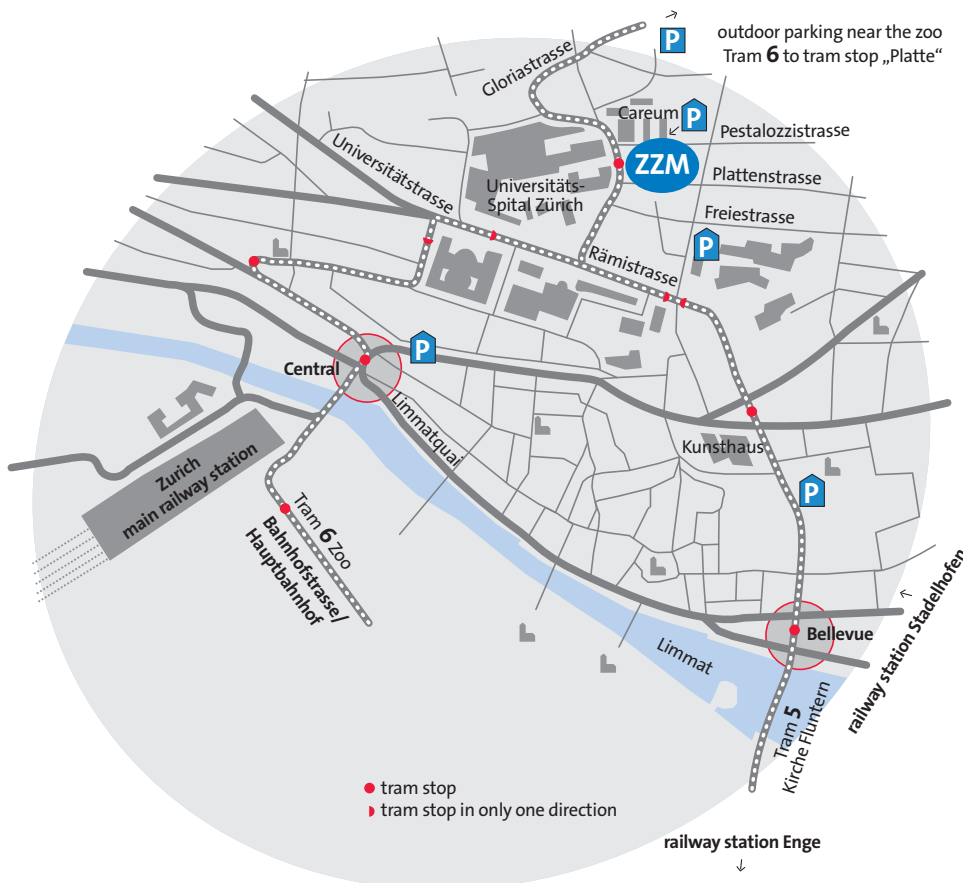 P
outdoor parking near the zoo
Tram 6 to tram stop „Platte“
Gloriastrasse
Careum
P
Pestalozzistrasse
ZZM
Universitätstrasse
Plattenstrasse
Universitäts-
Spital Zürich
Freiestrasse
P
Rämistrasse
P
Central
Limmatquai
Kunsthaus
Zurich
main railway station
P
Tram 6 Zoo
Bahnhofstrasse/
Hauptbahnhof
railway station Stadelhofen
Bellevue
Limmat
Tram 5
Kirche Fluntern
tram stop
tram stop in only one direction
railway station Enge